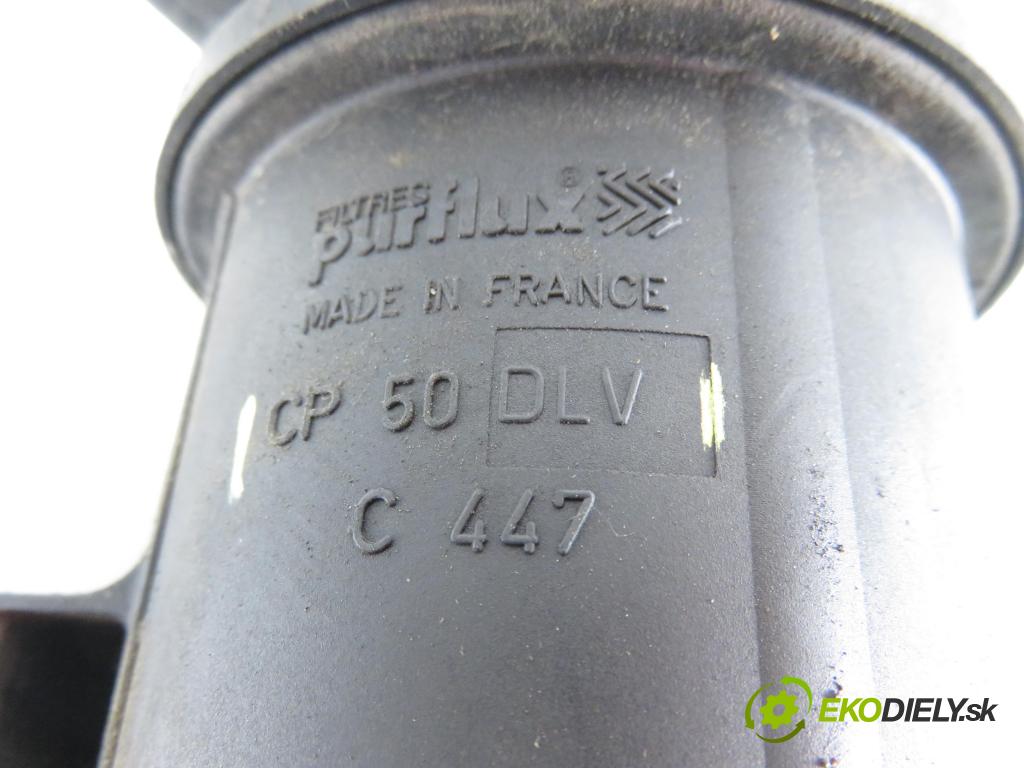 FILTRES
purflux®
MADE IN FRANCE
CP 50 DLV
C 447
EKODIELY.sk